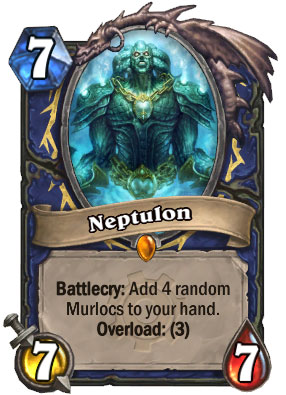 7
Neptulon
Battlecry: Add 4 random
Murlocs to your hand.
Overload: (3)
7 7